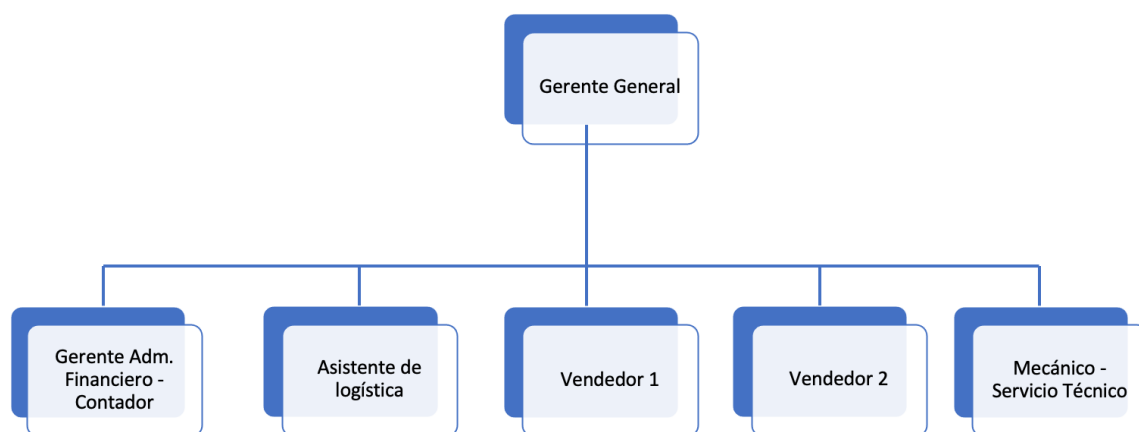 Gerente General
Gerente Adm.
Financiero -
Contador
Asistente de
logística
Vendedor 1
Vendedor 2
Mecánico -
Servicio Técnico